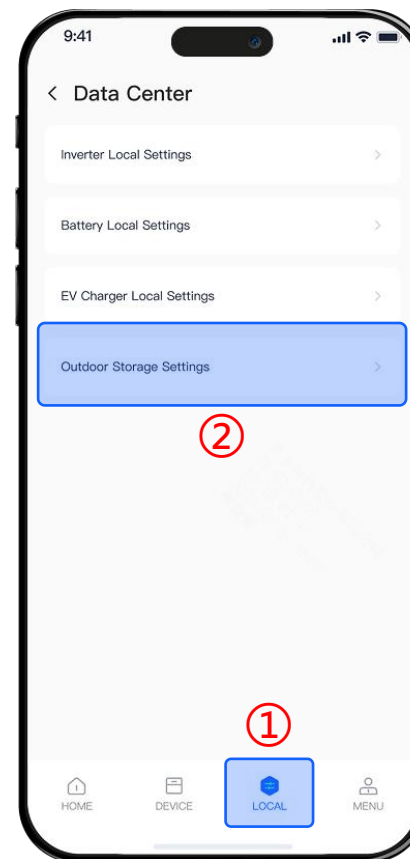 9:41
Data Center
Inverter Local Settings
Battery Local Settings
EV Charger Local Settings
Outdoor Storage Settings
②
①
HOME DEVICE LOCAL MENU